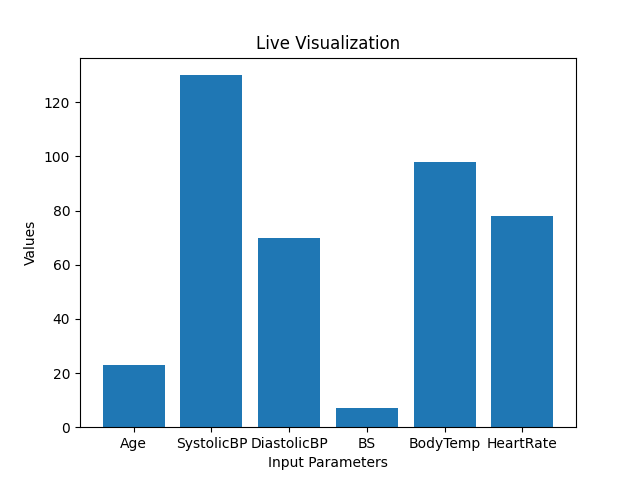 Live Visualization
Values
120
100
80
60
40
20
0
Age SystolicBP DiastolicBP BS BodyTemp HeartRate
Input Parameters